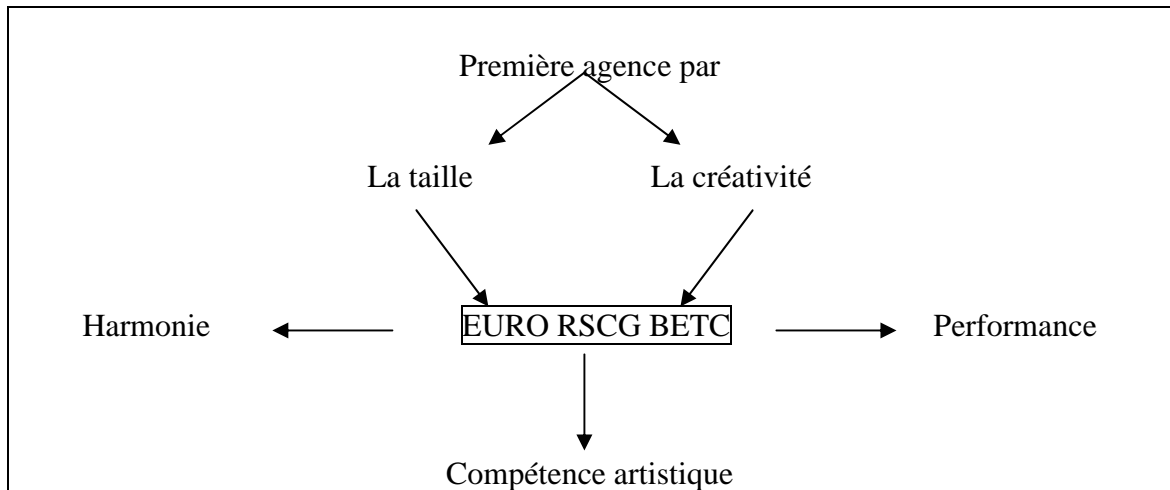 Première agence par
La taille La créativité
Harmonie EURO RSCG BETC Performance
Compétence artistique